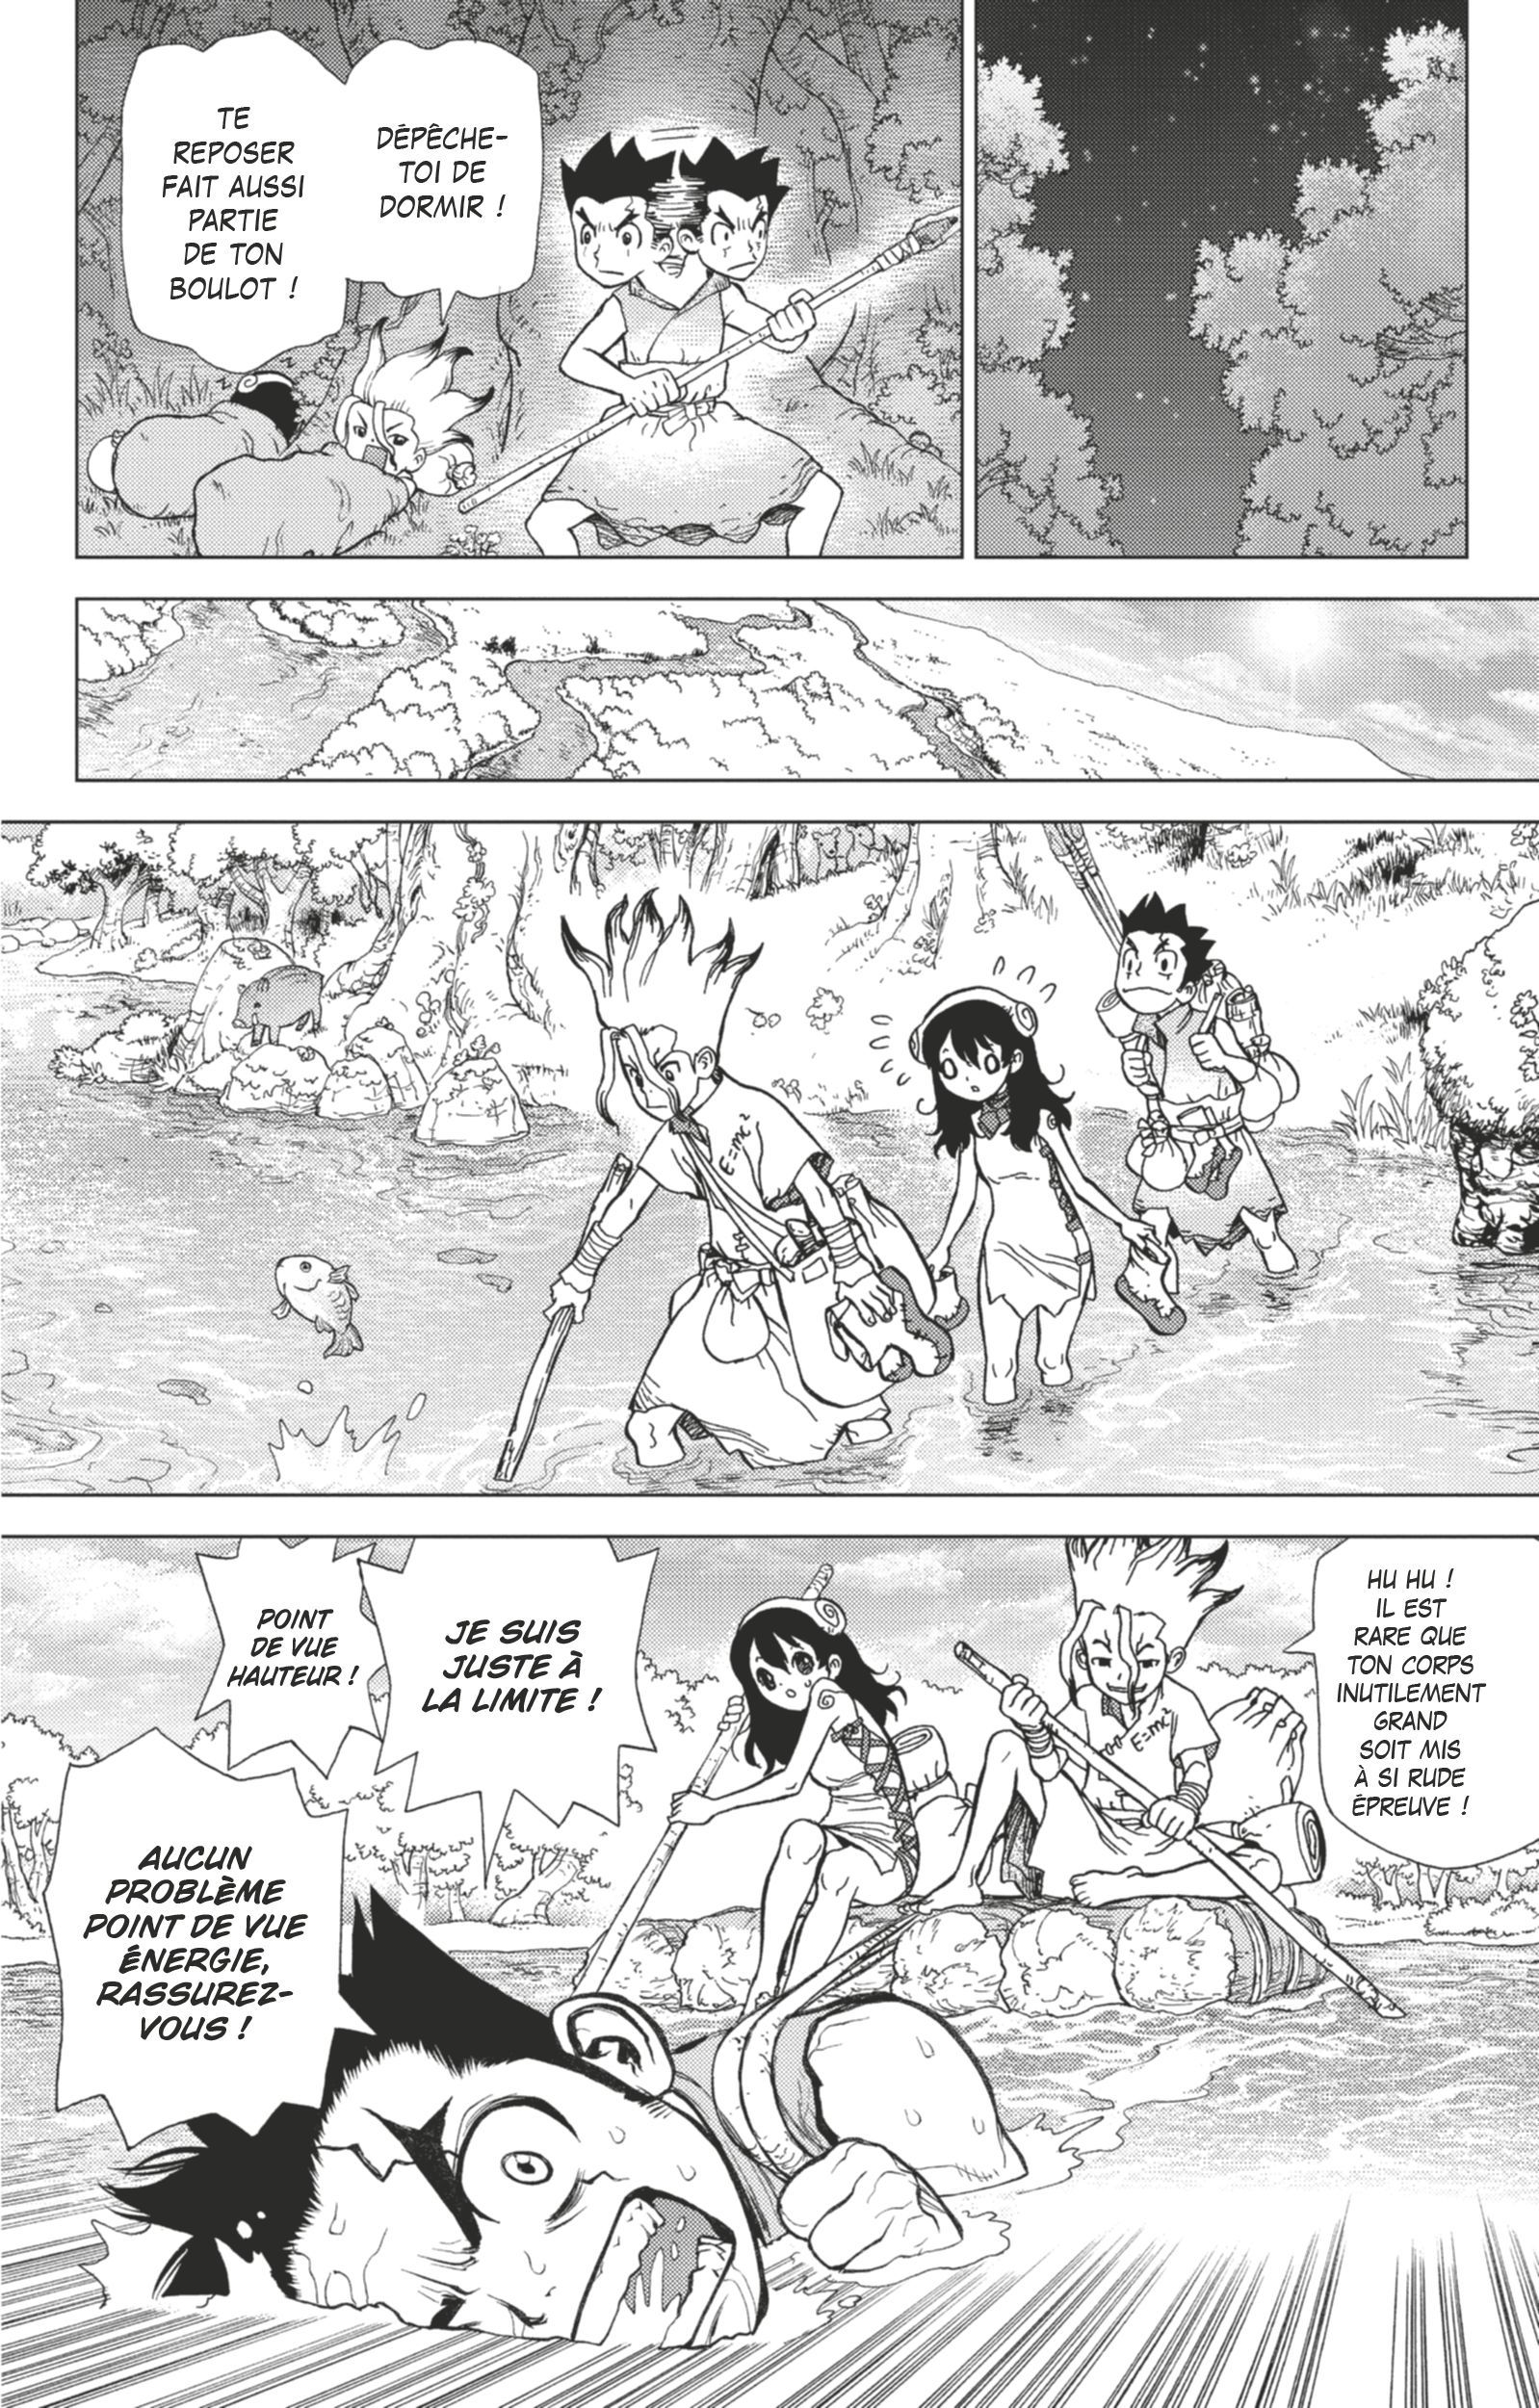 DÉPÊCHE-
TOI DE
DORMIR !
TE
REPOSER
FAIT AUSSI
PARTIE
DE TON
BOULOT !
Z
Z
E=mc²
HU HU !
IL EST
RARE QUE
TON CORPS
INUTILEMENT
GRAND
SOIT MIS
À SI RUDE
ÉPREUVE !
E=mc²
JE SUIS
JUSTE À
LA LIMITE !
POINT
DE VUE
HAUTEUR !
AUCUN
PROBLÈME
POINT DE VUE
ÉNERGIE,
RASSUREZ-
VOUS !